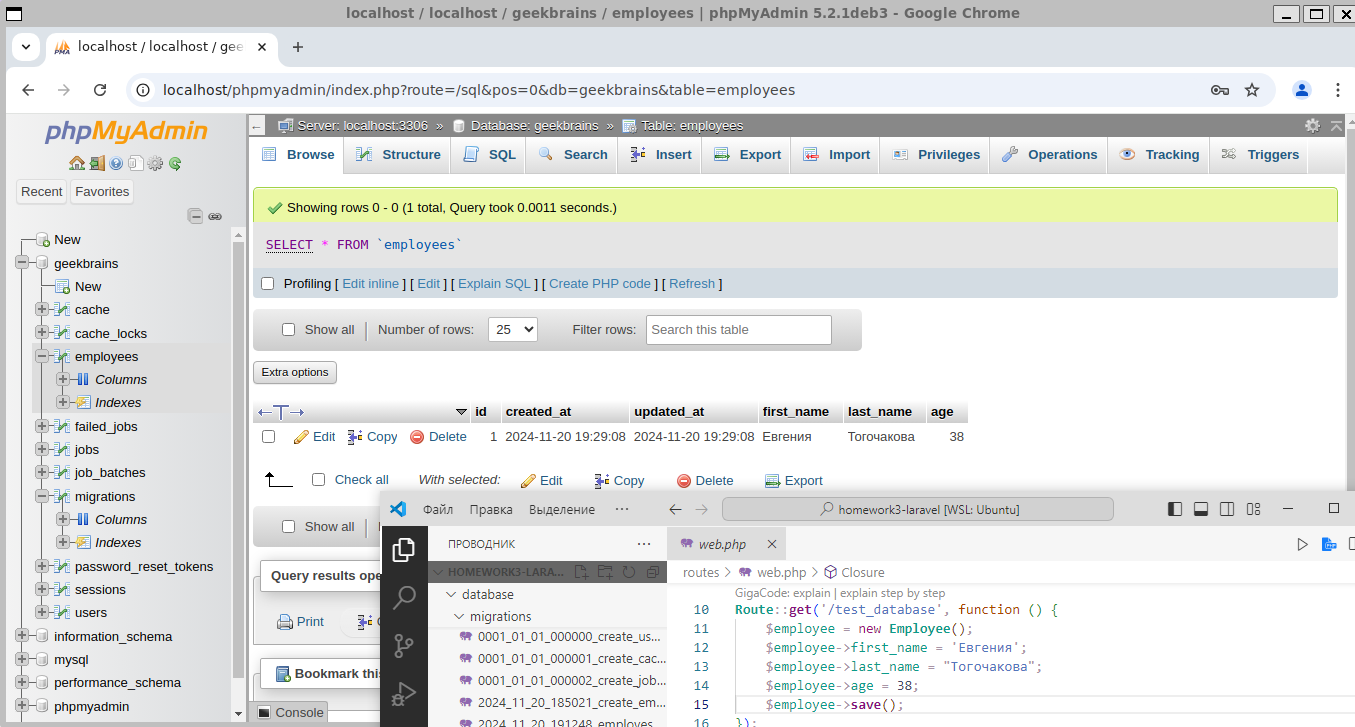 localhost / localhost / geekbrains / employees | phpMyAdmin 5.2.1deb3 - Google Chrome
localhost / localhost / gee
localhost/phpmyadmin/index.php?route=/sql&pos=0&db=geekbrains&table=employees
phpMyAdmin
Recent Favorites
New
geekbrains
New
cache
cache_locks
employees
Columns
Indexes
failed_jobs
jobs
job_batches
migrations
Columns
Indexes
password_reset_tokens
sessions
users
information_schema
mysql
performance_schema
phpmyadmin
Server: localhost:3306 » Database: geekbrains » Table: employees
Browse Structure SQL Search Insert Export Import Privileges Operations Tracking Triggers
Showing rows 0 - 0 (1 total, Query took 0.0011 seconds.)
SELECT * FROM `employees`
Profiling [ Edit inline ] [ Edit ] [ Explain SQL ] [ Create PHP code ] [ Refresh ]
Show all | Number of rows: 25 Filter rows: Search this table
Extra options
id created_at updated_at first_name last_name age
Edit Copy Delete 1 2024-11-20 19:29:08 2024-11-20 19:29:08 Евгения Тогочакова 38
Check all With selected: Edit Copy Delete Export
Show all
Query results ope
Print
Bookmark this
Console
Файл Правка Выделение ··· homework3-laravel [WSL: Ubuntu]
ПРОВОДНИК ···
HOMEWORK3-LARA...
database
migrations
0001_01_01_000000_create_us...
0001_01_01_000001_create_cac...
0001_01_01_000002_create_job...
2024_11_20_185021_create_em...
2024_11_20_191248_employes
web.php
routes > web.php > Closure
GigaCode: explain | explain step by step
10 Route::get('/test_database', function () {
11 $employee = new Employee();
12 $employee->first_name = 'Евгения';
13 $employee->last_name = "Тогочакова";
14 $employee->age = 38;
15 $employee->save();
16 });